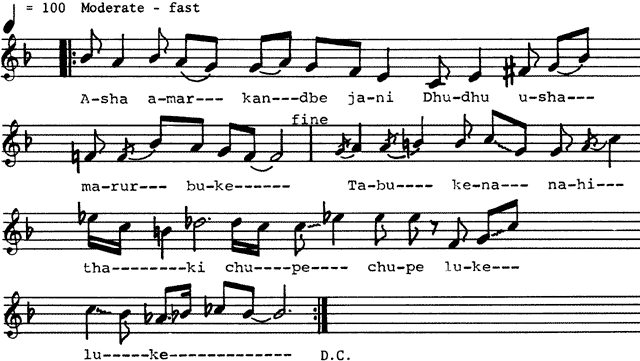 = 100 Moderate - fast
A-sha a-mar--- kan---dbe ja-ni Dhu-dhu u-sha---
fine
ma-rur--- bu-ke------ Ta-bu---- ke-na--- na-hi---
tha--------ki chu----pe---- chu-pe lu-ke---
lu-----ke-------------- D.C.